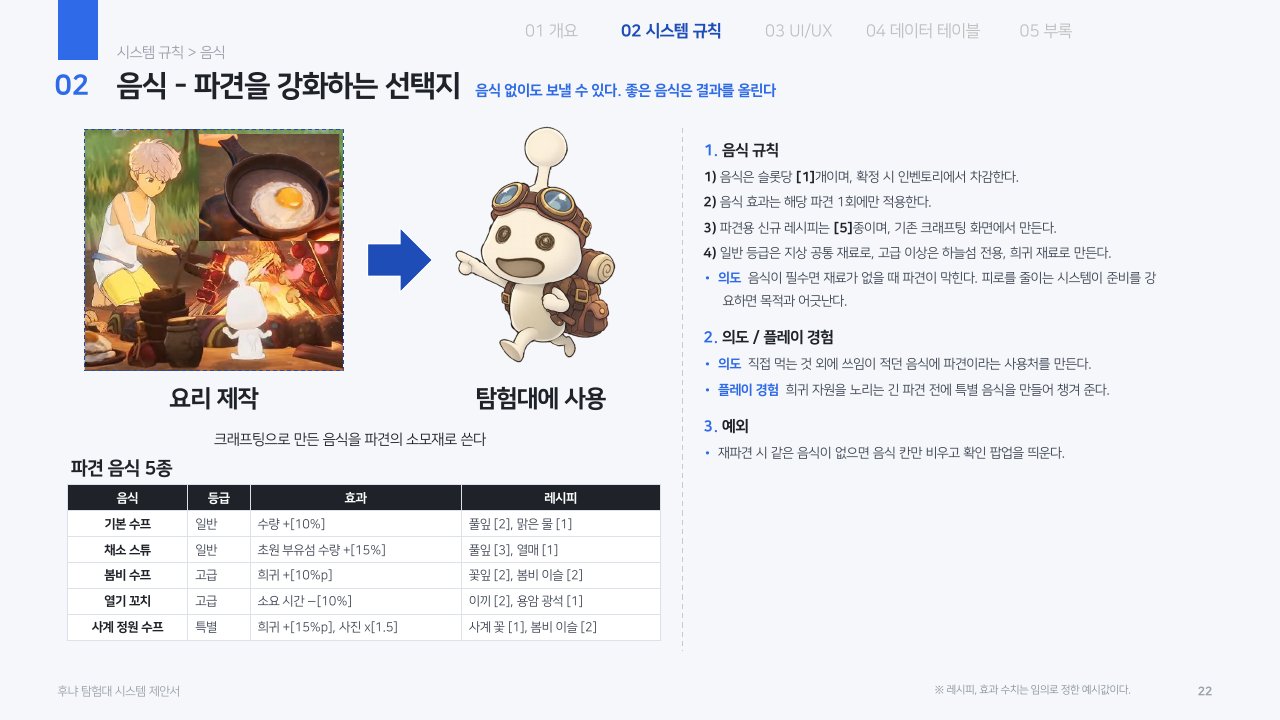 01 개요 02 시스템 규칙 03 UI/UX 04 데이터 테이블 05 부록
시스템 규칙 > 음식
02 음식 - 파견을 강화하는 선택지 음식 없이도 보낼 수 있다. 좋은 음식은 결과를 올린다
요리 제작
탐험대에 사용
크래프팅으로 만든 음식을 파견의 소모재로 쓴다
파견 음식 5종
음식 등급 효과 레시피
기본 수프 일반 수량 +[10%] 풀잎 [2], 맑은 물 [1]
채소 스튜 일반 초원 부유섬 수량 +[15%] 풀잎 [3], 열매 [1]
봄비 수프 고급 희귀 +[10%p] 꽃잎 [2], 봄비 이슬 [2]
열기 꼬치 고급 소요 시간 −[10%] 이끼 [2], 용암 광석 [1]
사계 정원 수프 특별 희귀 +[15%p], 사진 x[1.5] 사계 꽃 [1], 봄비 이슬 [2]
1. 음식 규칙
1) 음식은 슬롯당 [1]개이며, 확정 시 인벤토리에서 차감한다.
2) 음식 효과는 해당 파견 1회에만 적용한다.
3) 파견용 신규 레시피는 [5]종이며, 기존 크래프팅 화면에서 만든다.
4) 일반 등급은 지상 공통 재료로, 고급 이상은 하늘섬 전용, 희귀 재료로 만든다.
• 의도 음식이 필수면 재료가 없을 때 파견이 막힌다. 피로를 줄이는 시스템이 준비를 강
요하면 목적과 어긋난다.
2. 의도 / 플레이 경험
• 의도 직접 먹는 것 외에 쓰임이 적던 음식에 파견이라는 사용처를 만든다.
• 플레이 경험 희귀 자원을 노리는 긴 파견 전에 특별 음식을 만들어 챙겨 준다.
3. 예외
• 재파견 시 같은 음식이 없으면 음식 칸만 비우고 확인 팝업을 띄운다.
후냐 탐험대 시스템 제안서
※ 레시피, 효과 수치는 임의로 정한 예시값이다.
22